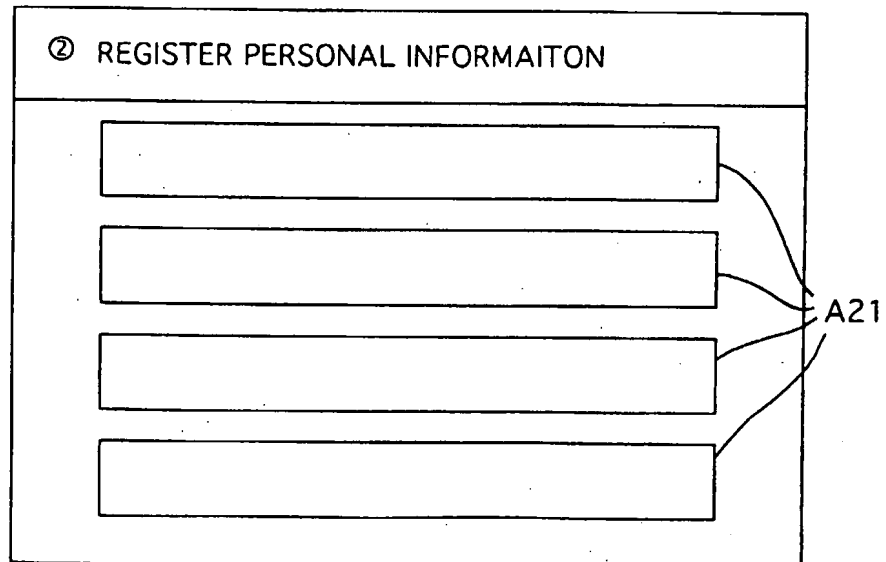 ② REGISTER PERSONAL INFORMAITON
A21